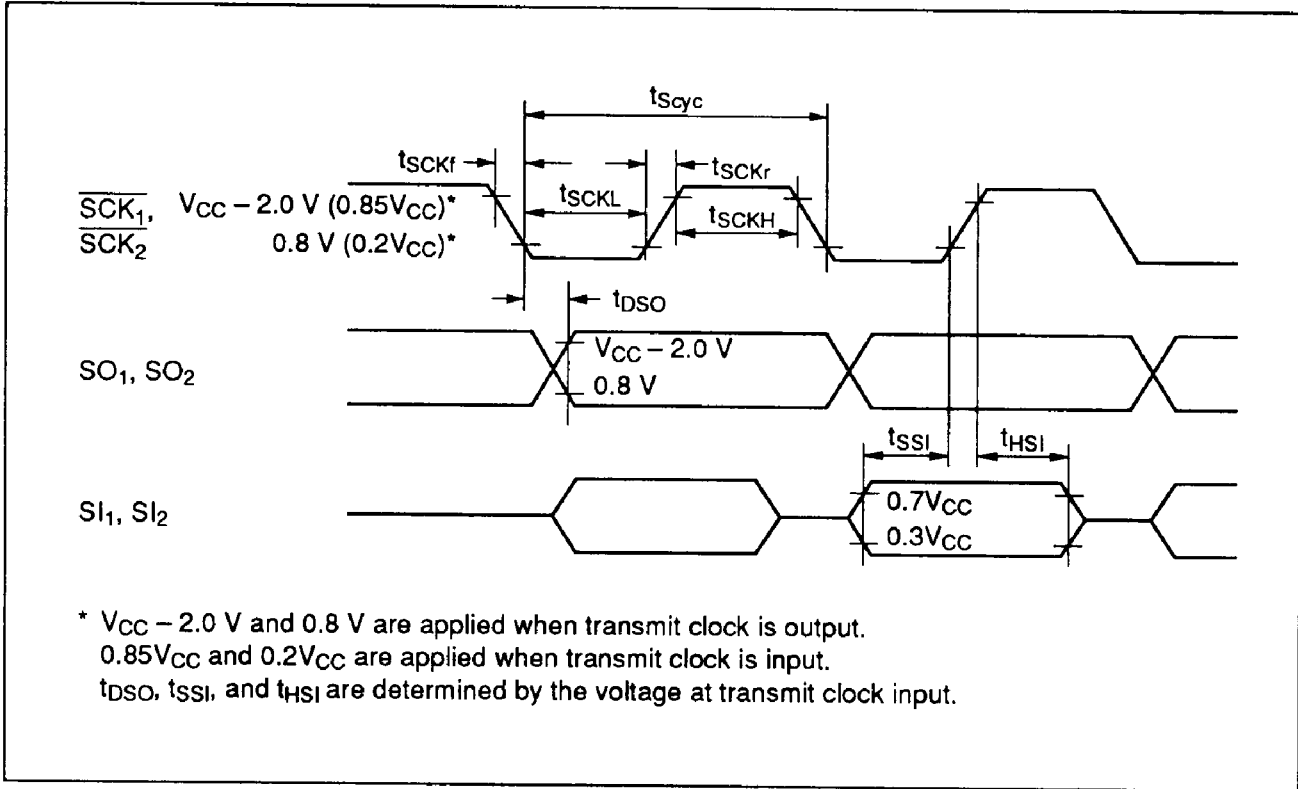 tScyc
tSCKf
tSCKr
tSCKL
tSCKH
SCK1, VCC − 2.0 V (0.85VCC)*
SCK2 0.8 V (0.2VCC)*
tDSO
SO1, SO2
VCC − 2.0 V
0.8 V
tSSI
tHSI
SI1, SI2
0.7VCC
0.3VCC
* VCC − 2.0 V and 0.8 V are applied when transmit clock is output.
0.85VCC and 0.2VCC are applied when transmit clock is input.
tDSO, tSSI, and tHSI are determined by the voltage at transmit clock input.